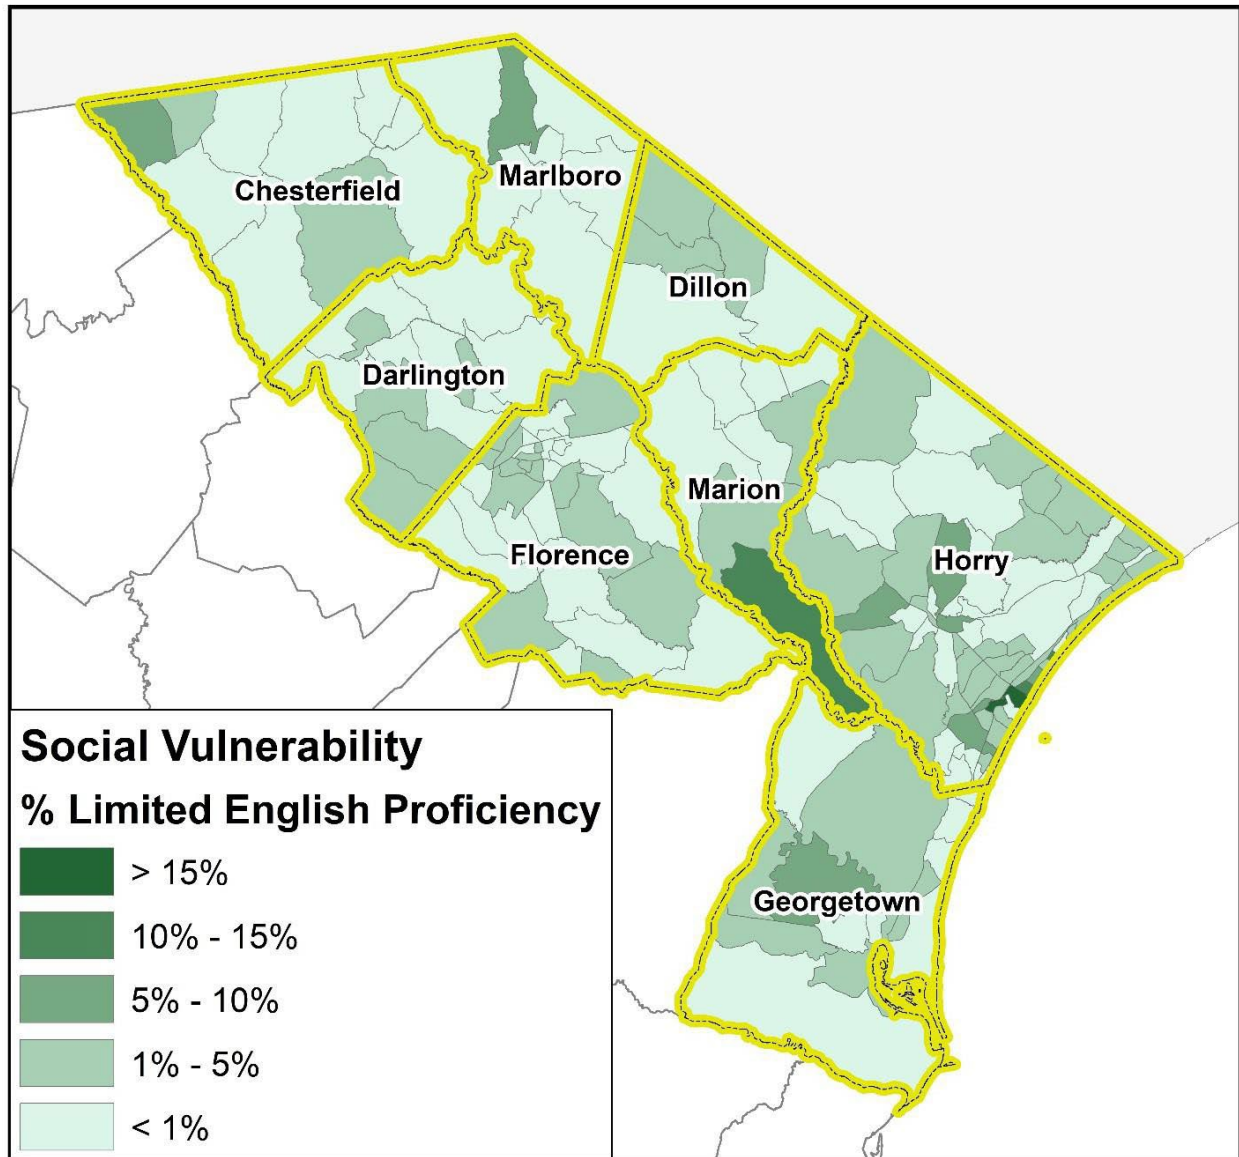 Chesterfield
Marlboro
Dillon
Darlington
Marion
Florence
Horry
Georgetown
Social Vulnerability
% Limited English Proficiency
> 15%
10% - 15%
5% - 10%
1% - 5%
< 1%